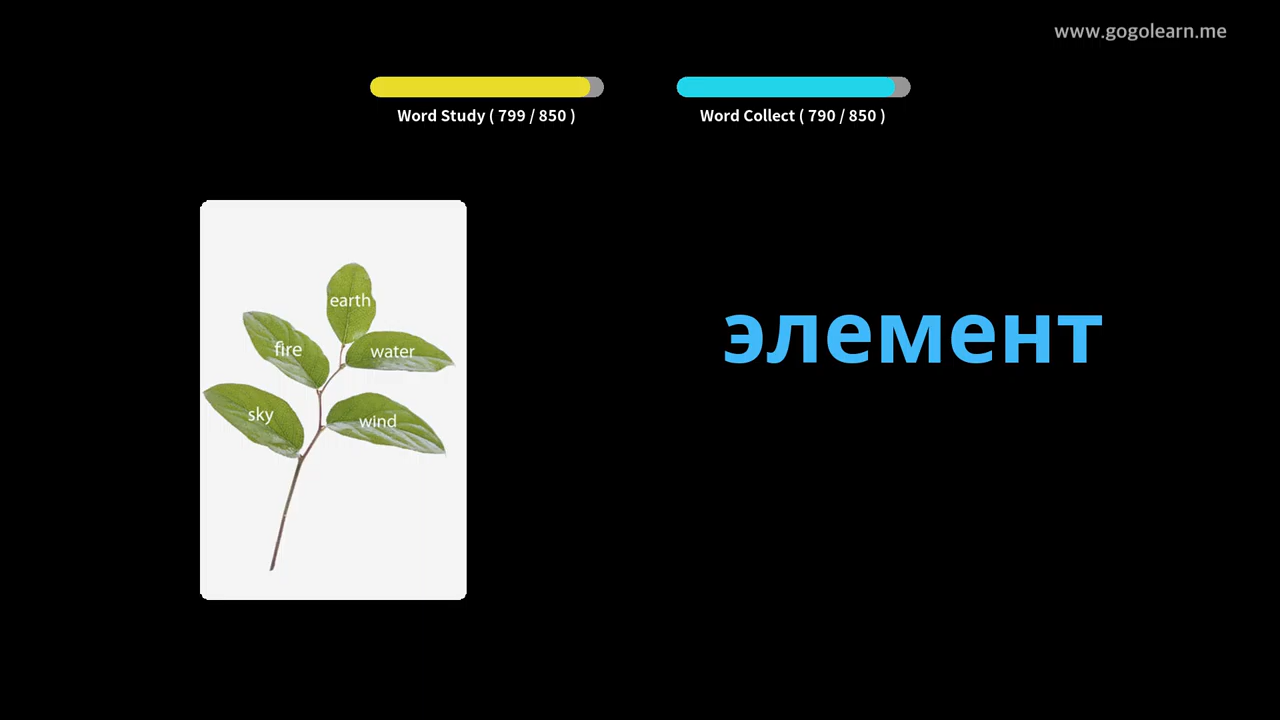 www.gogolearn.me
Word Study ( 799 / 850 )
Word Collect ( 790 / 850 )
earth
fire
water
sky
wind
элемент